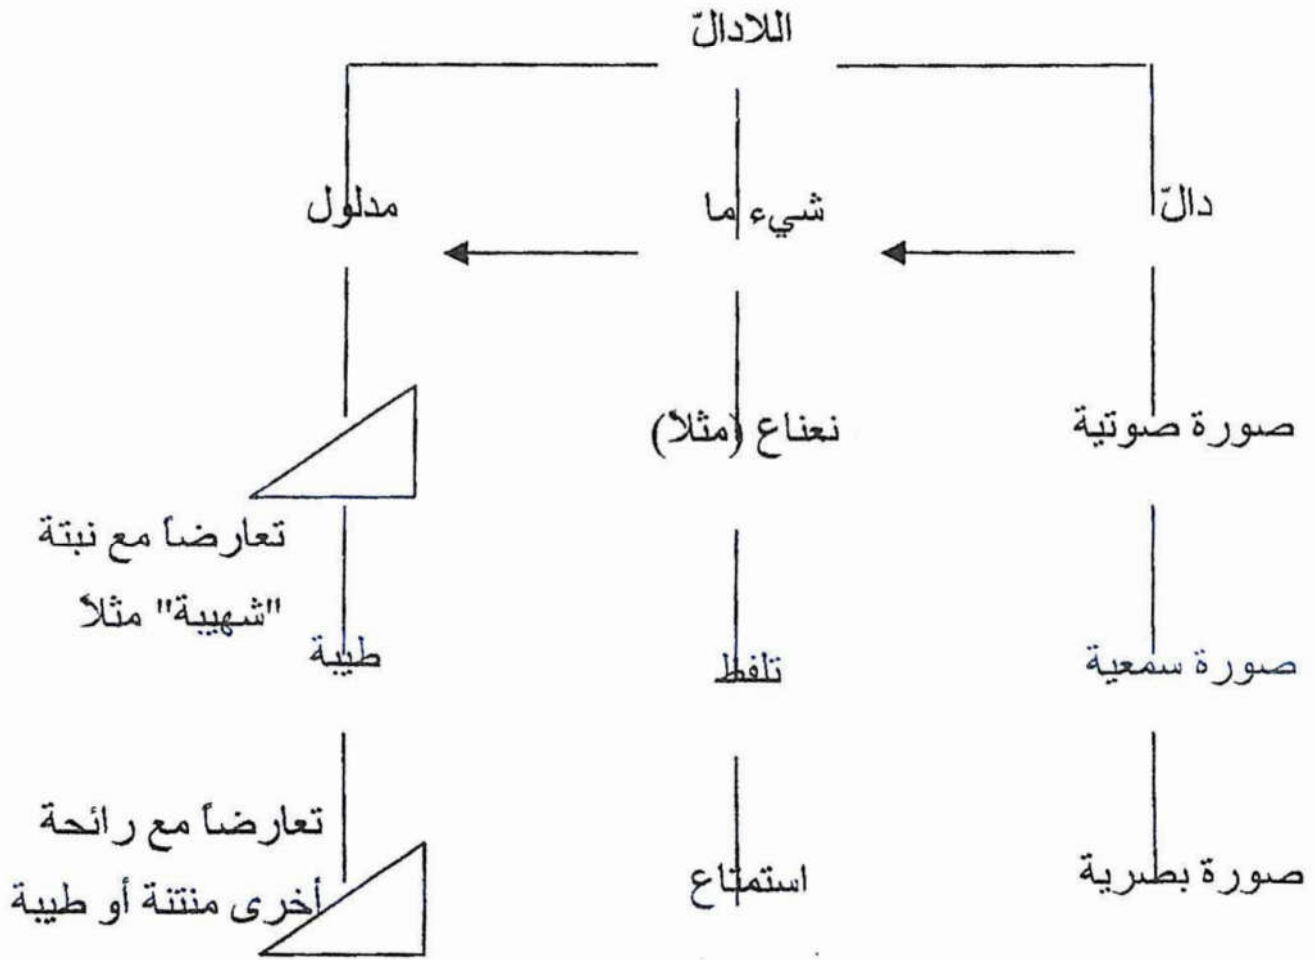 اللادالّ
دالّ
شيء ما
مدلول
صورة صوتية
نعناع (مثلاً)
تعارضاً مع نبتة
"شهيبة" مثلاً
صورة سمعية
تلفظ
طيبة
صورة بصرية
استمتاع
تعارضاً مع رائحة
أخرى منتنة أو طيبة